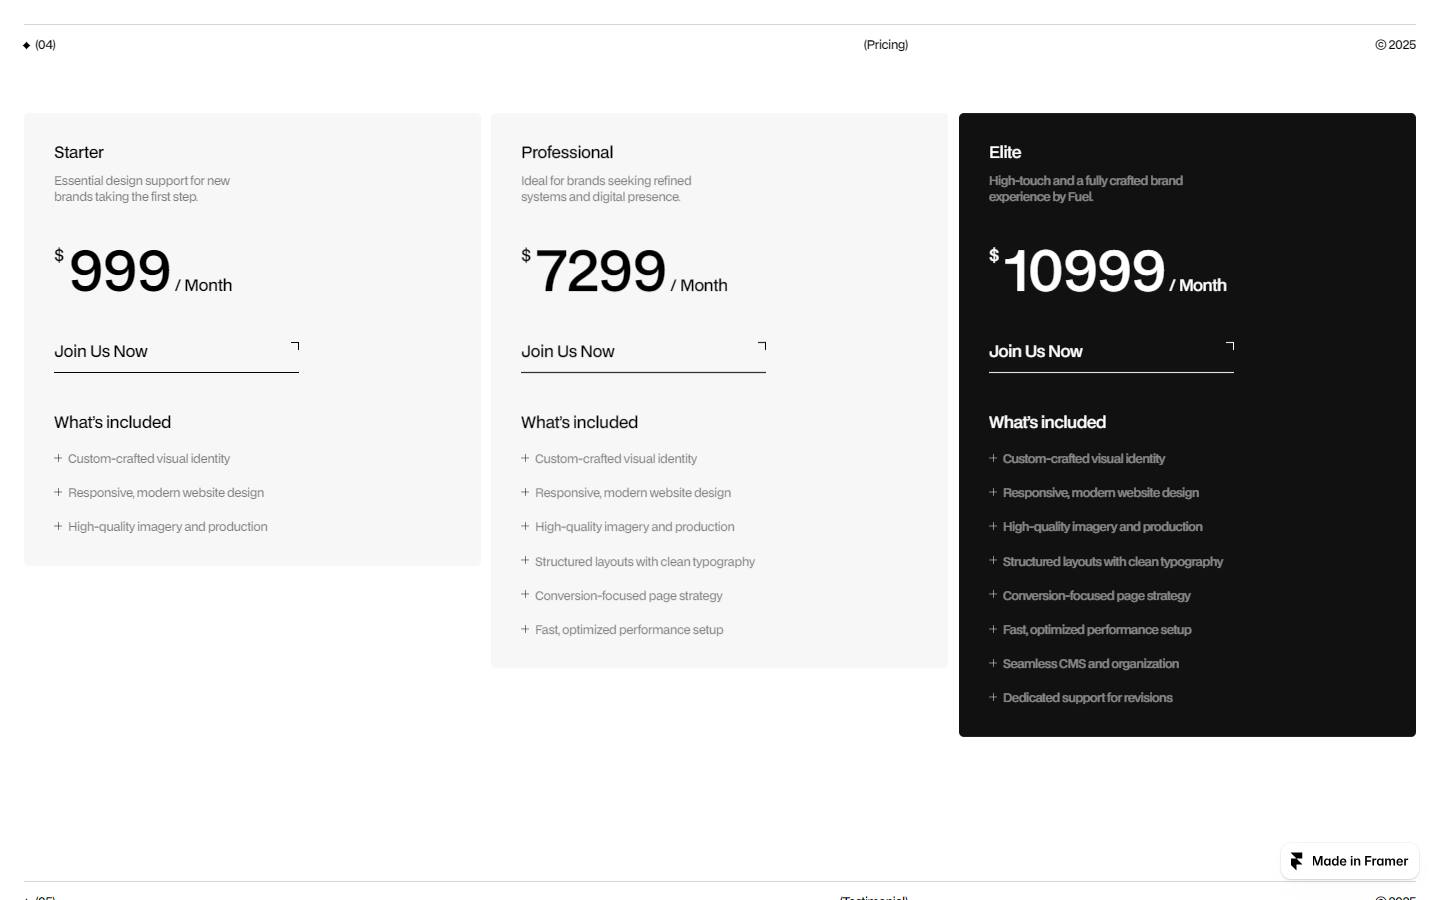 ◆ (04)
(Pricing)
© 2025
Starter
Essential design support for new
brands taking the first step.
$ 999 / Month
Join Us Now
What's included
+ Custom-crafted visual identity
+ Responsive, modern website design
+ High-quality imagery and production
Professional
Ideal for brands seeking refined
systems and digital presence.
$ 7299 / Month
Join Us Now
What's included
+ Custom-crafted visual identity
+ Responsive, modern website design
+ High-quality imagery and production
+ Structured layouts with clean typography
+ Conversion-focused page strategy
+ Fast, optimized performance setup
Elite
High-touch and a fully crafted brand
experience by Fuel.
$ 10999 / Month
Join Us Now
What's included
+ Custom-crafted visual identity
+ Responsive, modern website design
+ High-quality imagery and production
+ Structured layouts with clean typography
+ Conversion-focused page strategy
+ Fast, optimized performance setup
+ Seamless CMS and organization
+ Dedicated support for revisions
Made in Framer
(05)
(Testimonial)
© 2025